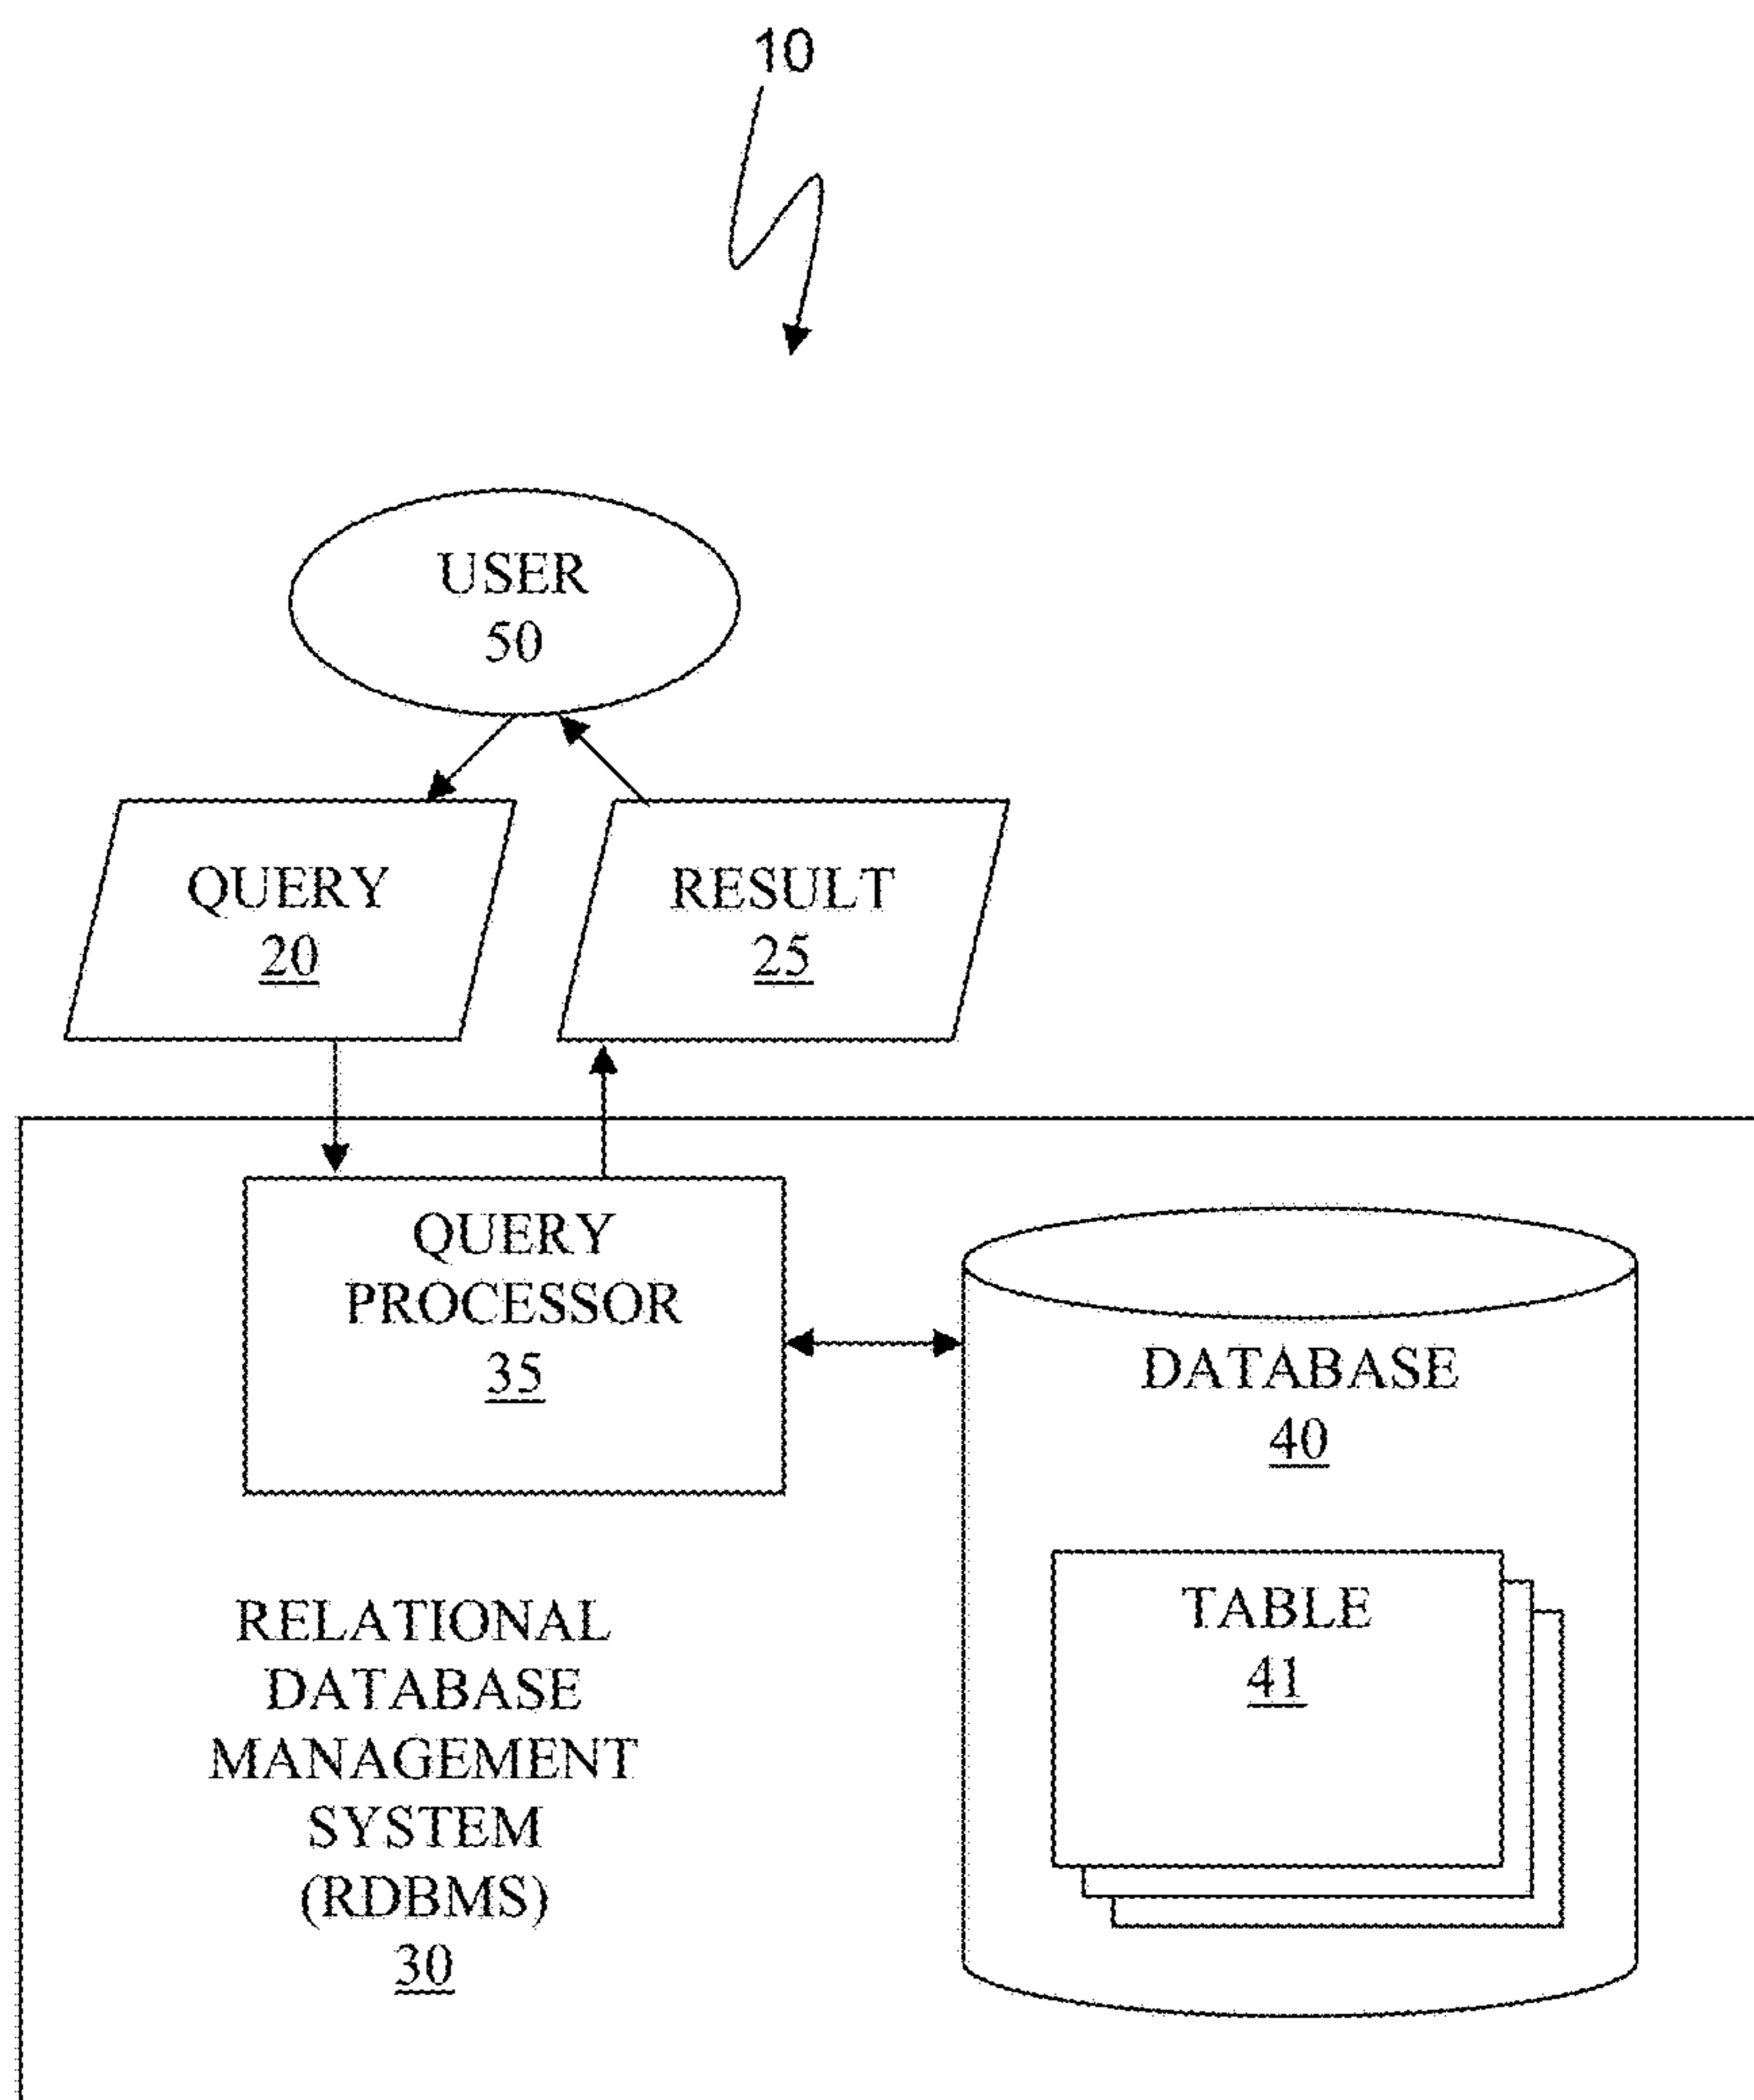 10
USER
50
QUERY
20
RESULT
25
QUERY
PROCESSOR
35
DATABASE
40
TABLE
41
RELATIONAL
DATABASE
MANAGEMENT
SYSTEM
(RDBMS)
30